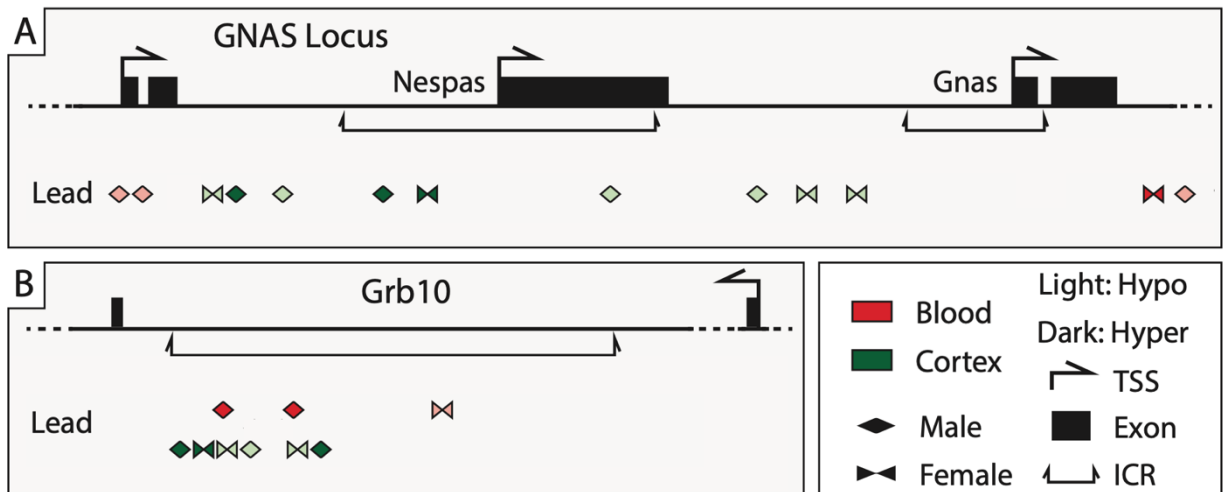 A
GNAS Locus
Nespas
Gnas
Lead
B
Grb10
Lead
Blood
Cortex
Male
Female
Light: Hypo
Dark: Hyper
TSS
Exon
ICR